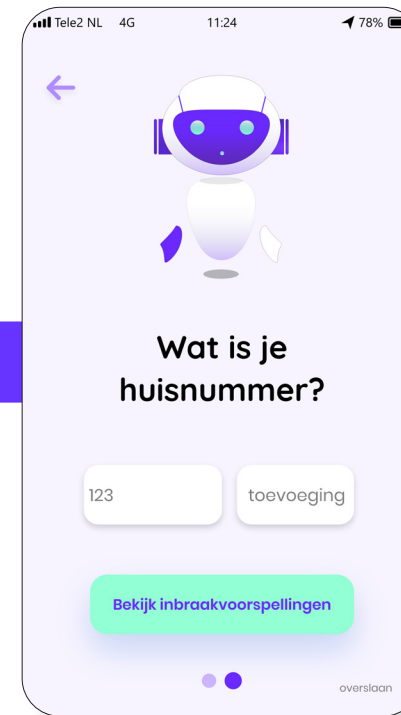 Tele2 NL 4G 11:24 78%
Wat is je
huisnummer?
123 toevoeging
Bekijk inbraakvoorspellingen
overslaan